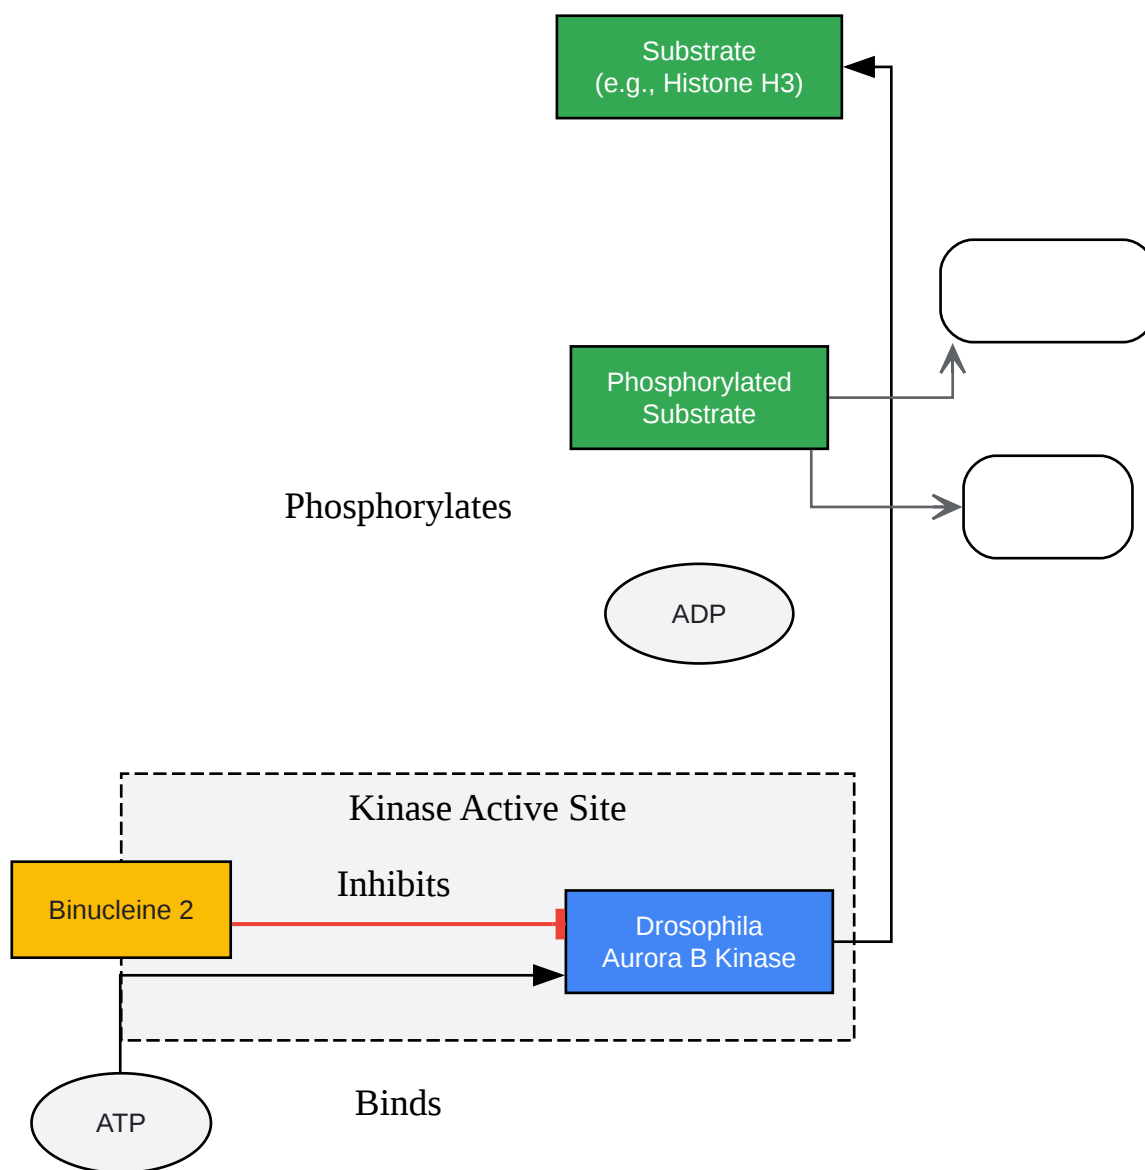 Substrate
(e.g., Histone H3)
Phosphorylated
Substrate
Phosphorylates
ADP
Kinase Active Site
Inhibits
Binucleine 2
Drosophila
Aurora B Kinase
Binds
ATP